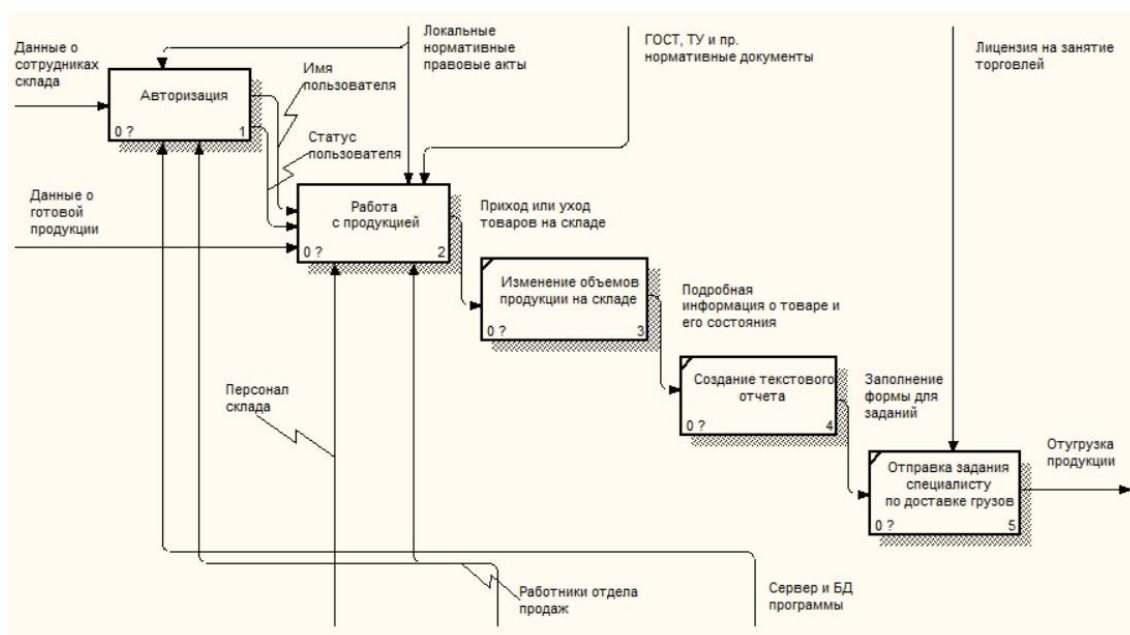 Данные о
сотрудниках
склада
Локальные
нормативные
правовые акты
ГОСТ, ТУ и пр.
нормативные документы
Лицензия на занятие
торговлей
Имя
пользователя
Авторизация
0 ?
1
Статус
пользователя
Данные о
готовой
продукции
Работа
с продукцией
0 ?
2
Приход или уход
товаров на складе
Изменение объемов
продукции на складе
0 ?
3
Подробная
информация о товаре и
его состояния
Создание текстового
отчета
0 ?
4
Персонал
склада
Заполнение
формы для
заданий
Отправка задания
специалисту
по доставке грузов
0 ?
5
Отугрузка
продукции
Работники отдела
продаж
Сервер и БД
программы